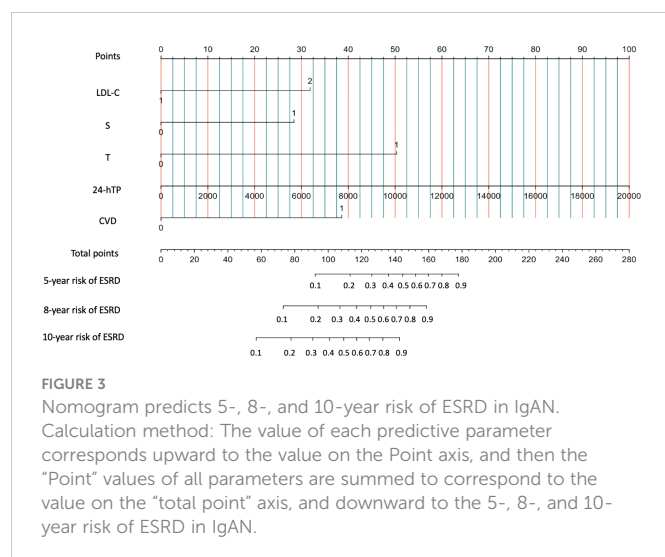 Points 0 10 20 30 40 50 60 70 80 90 100
LDL-C 1 2
S 0 1
T 0 1
24-hTP 0 2000 4000 6000 8000 10000 12000 14000 16000 18000 20000
CVD 0 1
Total points 0 20 40 60 80 100 120 140 160 180 200 220 240 260 280
5-year risk of ESRD 0.1 0.2 0.3 0.4 0.5 0.6 0.7 0.8 0.9
8-year risk of ESRD 0.1 0.2 0.3 0.4 0.5 0.6 0.7 0.8 0.9
10-year risk of ESRD 0.1 0.2 0.3 0.4 0.5 0.6 0.7 0.8 0.9
FIGURE 3
Nomogram predicts 5-, 8-, and 10-year risk of ESRD in IgAN.
Calculation method: The value of each predictive parameter
corresponds upward to the value on the Point axis, and then the
“Point” values of all parameters are summed to correspond to the
value on the “total point” axis, and downward to the 5-, 8-, and 10-
year risk of ESRD in IgAN.